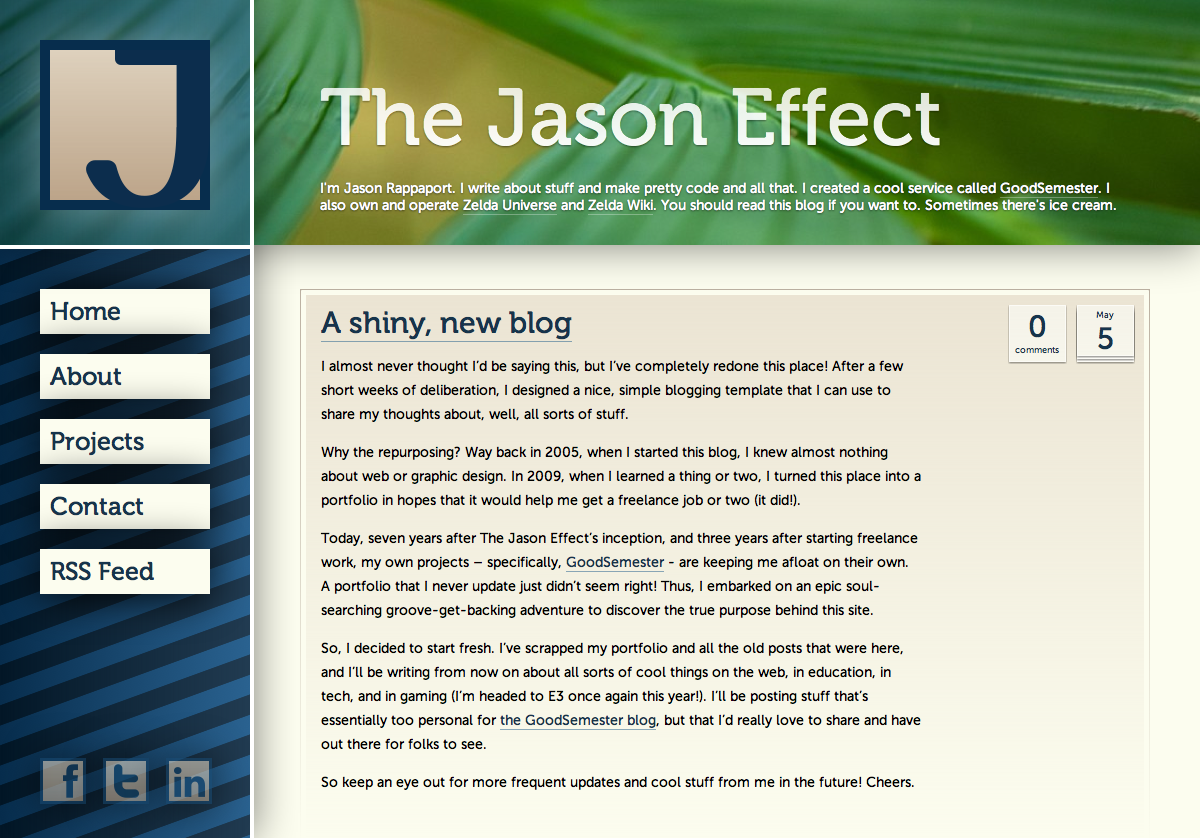 J
The Jason Effect
I'm Jason Rappaport. I write about stuff and make pretty code and all that. I created a cool service called GoodSemester. I
also own and operate Zelda Universe and Zelda Wiki. You should read this blog if you want to. Sometimes there's ice cream.
Home
About
Projects
Contact
RSS Feed
f
t
in
A shiny, new blog
0
comments
May
5
I almost never thought I’d be saying this, but I’ve completely redone this place! After a few
short weeks of deliberation, I designed a nice, simple blogging template that I can use to
share my thoughts about, well, all sorts of stuff.
Why the repurposing? Way back in 2005, when I started this blog, I knew almost nothing
about web or graphic design. In 2009, when I learned a thing or two, I turned this place into a
portfolio in hopes that it would help me get a freelance job or two (it did!).
Today, seven years after The Jason Effect’s inception, and three years after starting freelance
work, my own projects – specifically, GoodSemester - are keeping me afloat on their own.
A portfolio that I never update just didn’t seem right! Thus, I embarked on an epic soul-
searching groove-get-backing adventure to discover the true purpose behind this site.
So, I decided to start fresh. I’ve scrapped my portfolio and all the old posts that were here,
and I’ll be writing from now on about all sorts of cool things on the web, in education, in
tech, and in gaming (I’m headed to E3 once again this year!). I’ll be posting stuff that’s
essentially too personal for the GoodSemester blog, but that I’d really love to share and have
out there for folks to see.
So keep an eye out for more frequent updates and cool stuff from me in the future! Cheers.